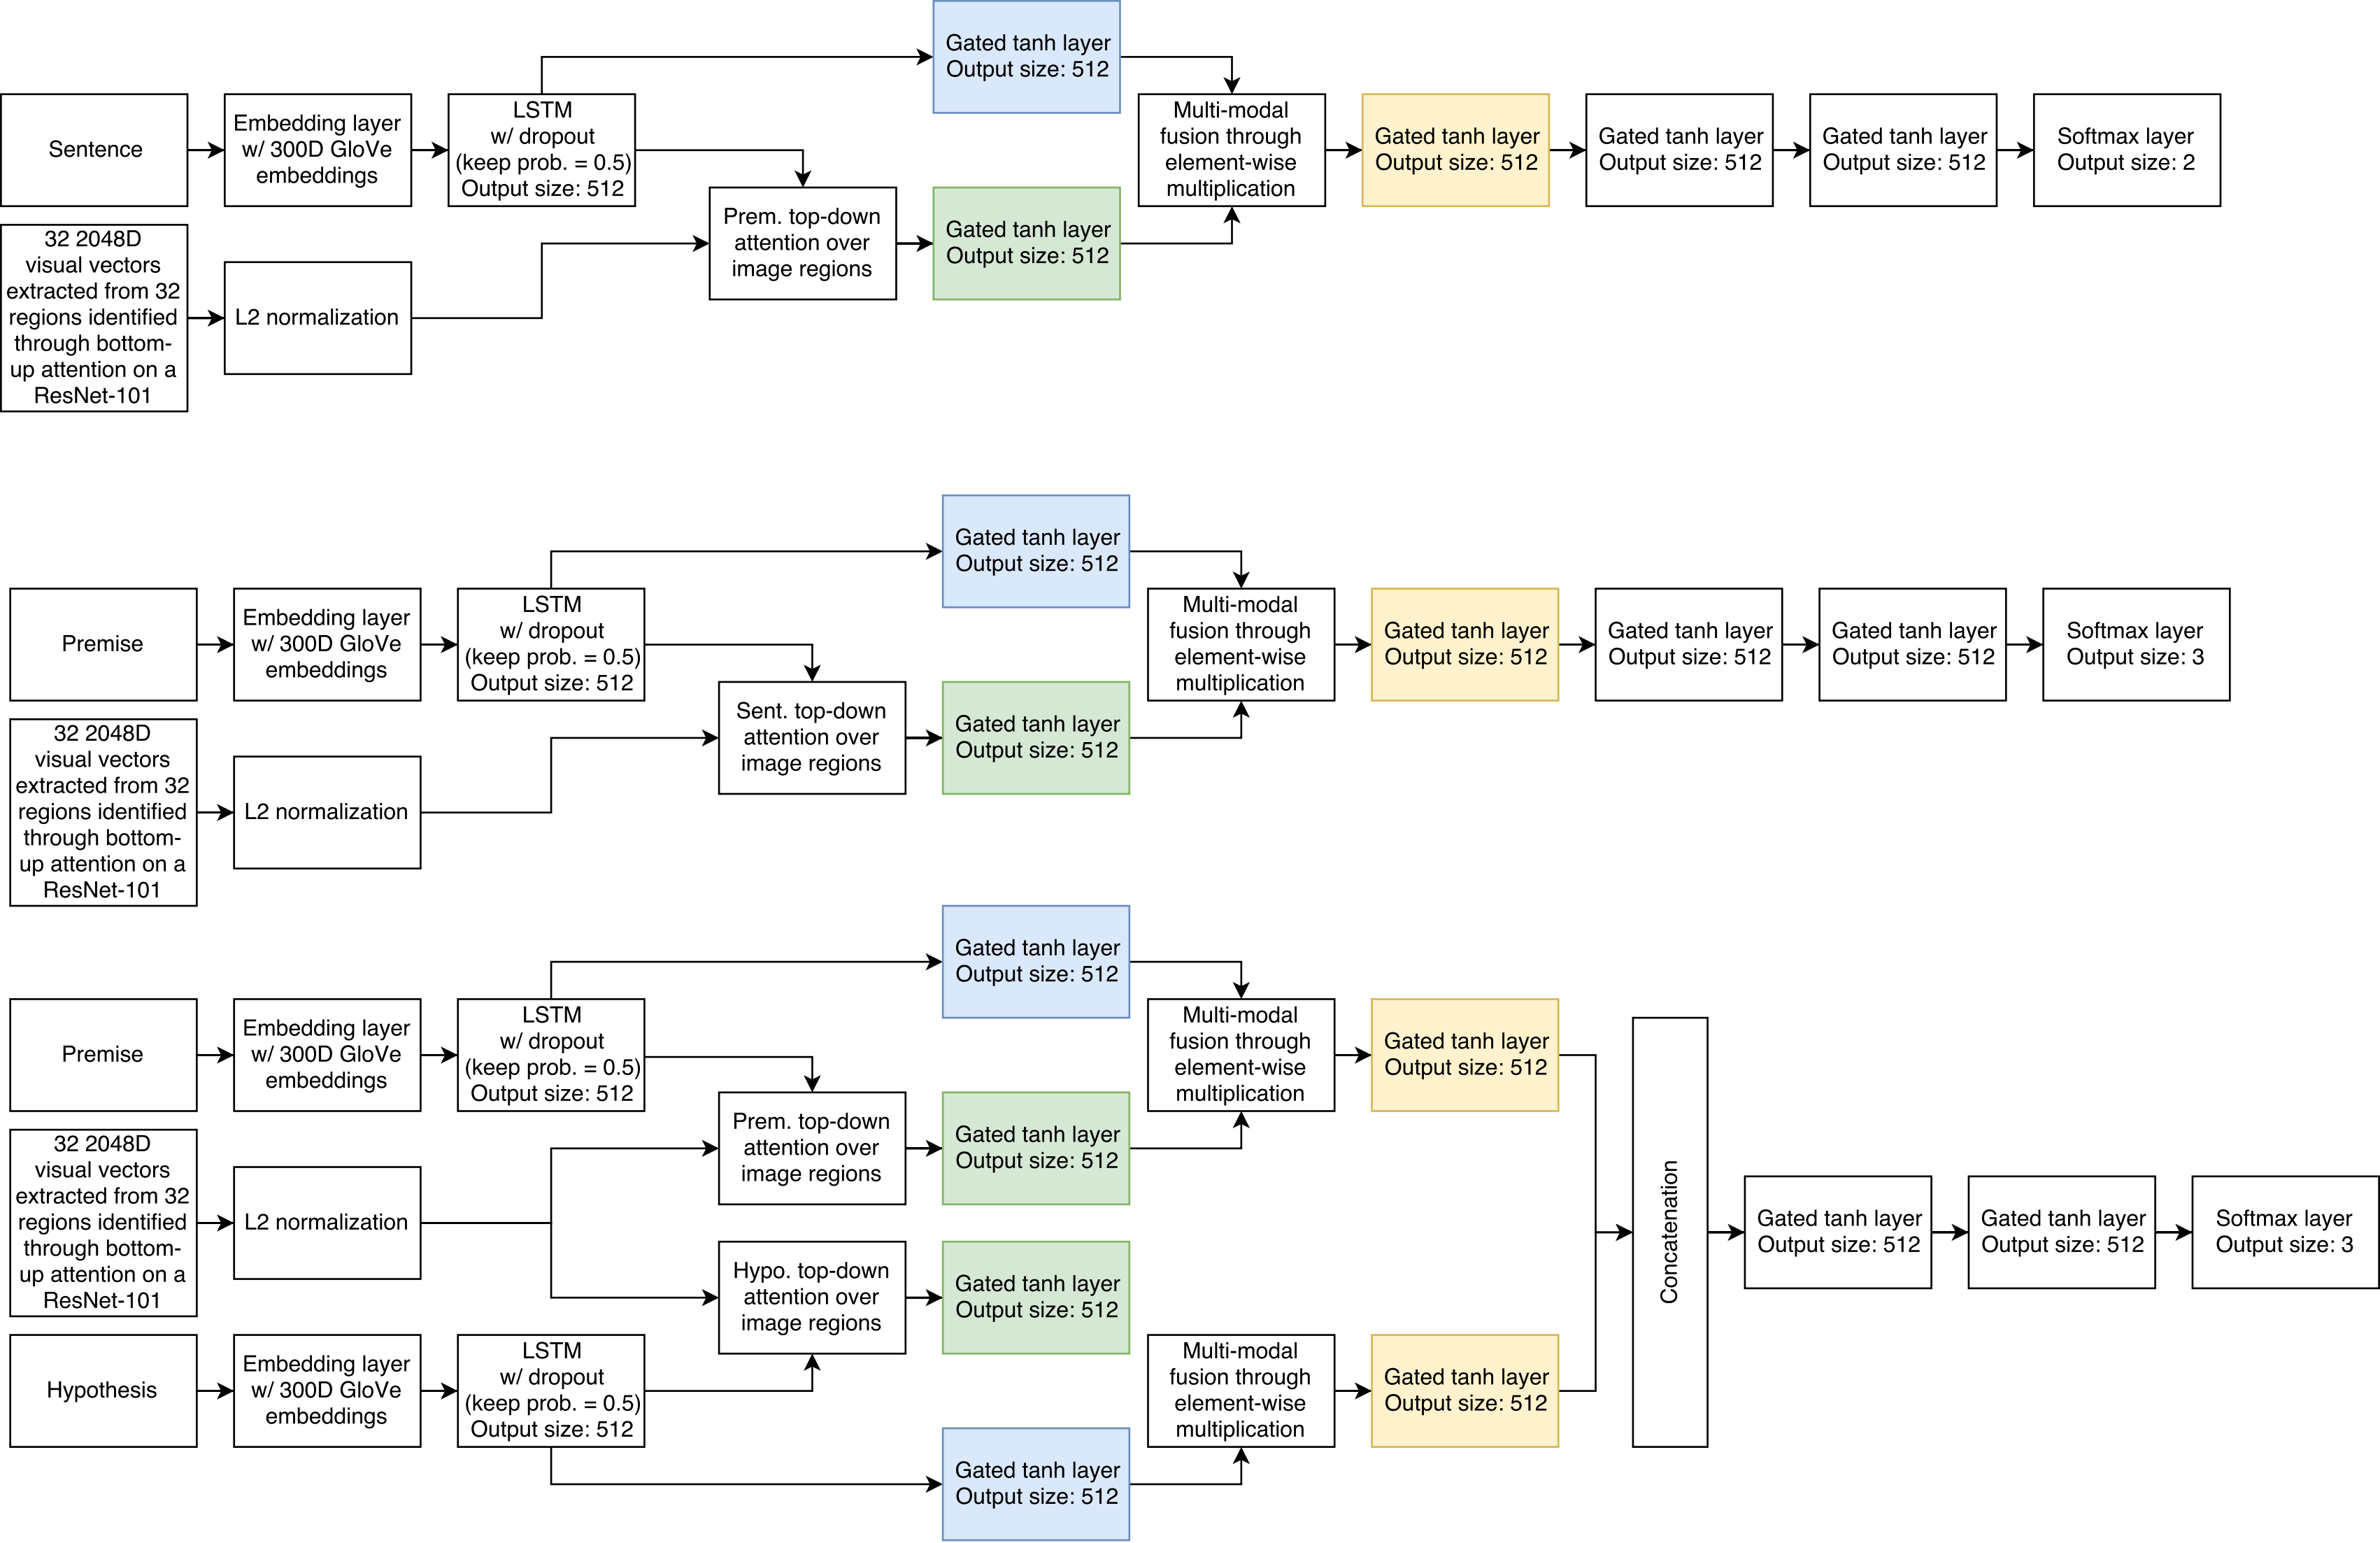 Gated tanh layer
Output size: 512
Sentence
Embedding layer
w/ 300D GloVe
embeddings
LSTM
w/ dropout
(keep prob. = 0.5)
Output size: 512
Multi-modal
fusion through
element-wise
multiplication
Gated tanh layer
Output size: 512
Gated tanh layer
Output size: 512
Gated tanh layer
Output size: 512
Softmax layer
Output size: 2
32 2048D
visual vectors
extracted from 32
regions identified
through bottom-
up attention on a
ResNet-101
L2 normalization
Prem. top-down
attention over
image regions
Gated tanh layer
Output size: 512
Gated tanh layer
Output size: 512
Premise
Embedding layer
w/ 300D GloVe
embeddings
LSTM
w/ dropout
(keep prob. = 0.5)
Output size: 512
Multi-modal
fusion through
element-wise
multiplication
Gated tanh layer
Output size: 512
Gated tanh layer
Output size: 512
Gated tanh layer
Output size: 512
Softmax layer
Output size: 3
32 2048D
visual vectors
extracted from 32
regions identified
through bottom-
up attention on a
ResNet-101
L2 normalization
Sent. top-down
attention over
image regions
Gated tanh layer
Output size: 512
Gated tanh layer
Output size: 512
Premise
Embedding layer
w/ 300D GloVe
embeddings
LSTM
w/ dropout
(keep prob. = 0.5)
Output size: 512
Multi-modal
fusion through
element-wise
multiplication
Gated tanh layer
Output size: 512
32 2048D
visual vectors
extracted from 32
regions identified
through bottom-
up attention on a
ResNet-101
L2 normalization
Prem. top-down
attention over
image regions
Gated tanh layer
Output size: 512
Hypo. top-down
attention over
image regions
Gated tanh layer
Output size: 512
Concatenation
Gated tanh layer
Output size: 512
Gated tanh layer
Output size: 512
Softmax layer
Output size: 3
Hypothesis
Embedding layer
w/ 300D GloVe
embeddings
LSTM
w/ dropout
(keep prob. = 0.5)
Output size: 512
Multi-modal
fusion through
element-wise
multiplication
Gated tanh layer
Output size: 512
Gated tanh layer
Output size: 512